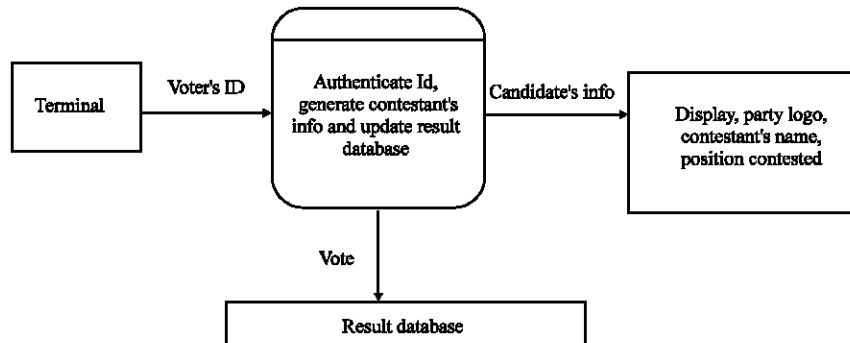 Terminal
Voter's ID
Authenticate Id,
generate contestant's
info and update result
database
Candidate's info
Display, party logo,
contestant's name,
position contested
Vote
Result database